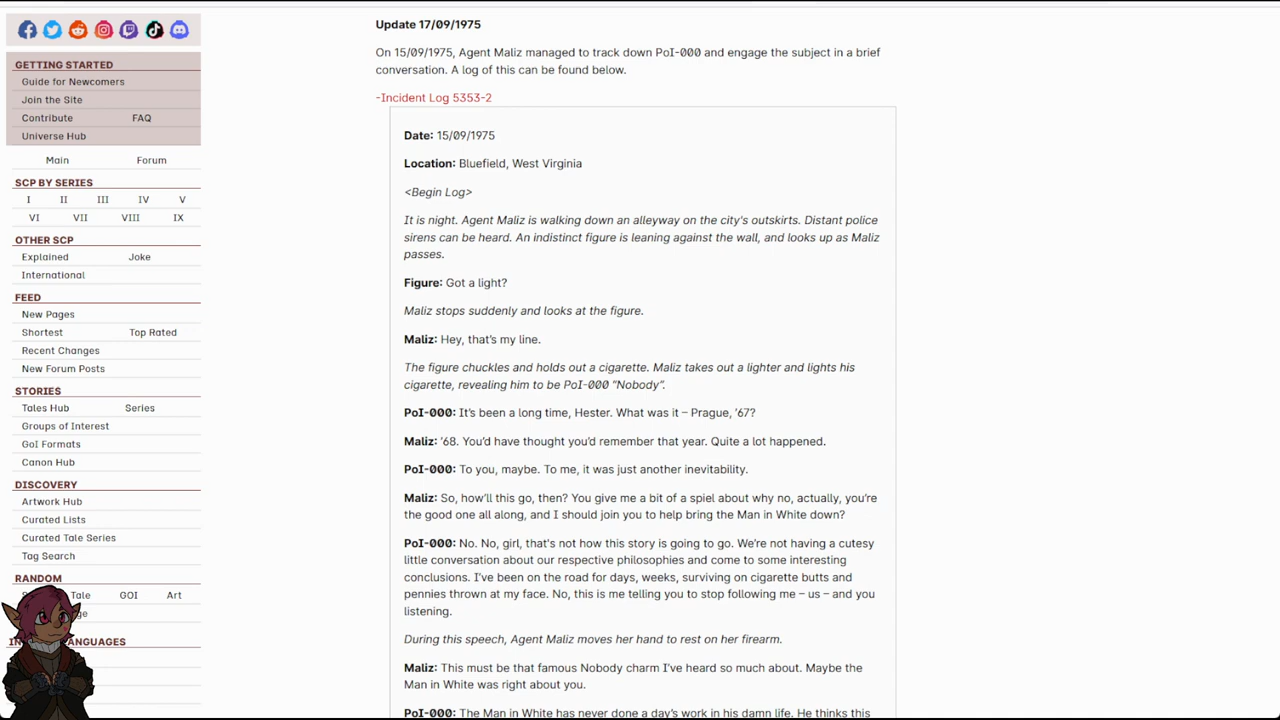 GETTING STARTED
Guide for Newcomers
Join the Site
Contribute FAQ
Universe Hub
Main Forum
SCP BY SERIES
I II III IV V
VI VII VIII IX
OTHER SCP
Explained Joke
International
FEED
New Pages
Shortest Top Rated
Recent Changes
New Forum Posts
STORIES
Tales Hub Series
Groups of Interest
GoI Formats
Canon Hub
DISCOVERY
Artwork Hub
Curated Lists
Curated Tale Series
Tag Search
RANDOM
Tale GOI Art
Update 17/09/1975
On 15/09/1975, Agent Maliz managed to track down PoI-000 and engage the subject in a brief
conversation. A log of this can be found below.
-Incident Log 5353-2
Date: 15/09/1975
Location: Bluefield, West Virginia
<Begin Log>
It is night. Agent Maliz is walking down an alleyway on the city's outskirts. Distant police
sirens can be heard. An indistinct figure is leaning against the wall, and looks up as Maliz
passes.
Figure: Got a light?
Maliz stops suddenly and looks at the figure.
Maliz: Hey, that's my line.
The figure chuckles and holds out a cigarette. Maliz takes out a lighter and lights his
cigarette, revealing him to be PoI-000 "Nobody".
PoI-000: It's been a long time, Hester. What was it – Prague, '67?
Maliz: '68. You'd have thought you'd remember that year. Quite a lot happened.
PoI-000: To you, maybe. To me, it was just another inevitability.
Maliz: So, how'll this go, then? You give me a bit of a spiel about why no, actually, you're
the good one all along, and I should join you to help bring the Man in White down?
PoI-000: No. No, girl, that's not how this story is going to go. We're not having a cutesy
little conversation about our respective philosophies and come to some interesting
conclusions. I've been on the road for days, weeks, surviving on cigarette butts and
pennies thrown at my face. No, this is me telling you to stop following me – us – and you
listening.
During this speech, Agent Maliz moves her hand to rest on her firearm.
Maliz: This must be that famous Nobody charm I've heard so much about. Maybe the
Man in White was right about you.
PoI-000: The Man in White has never done a day's work in his damn life. He thinks this